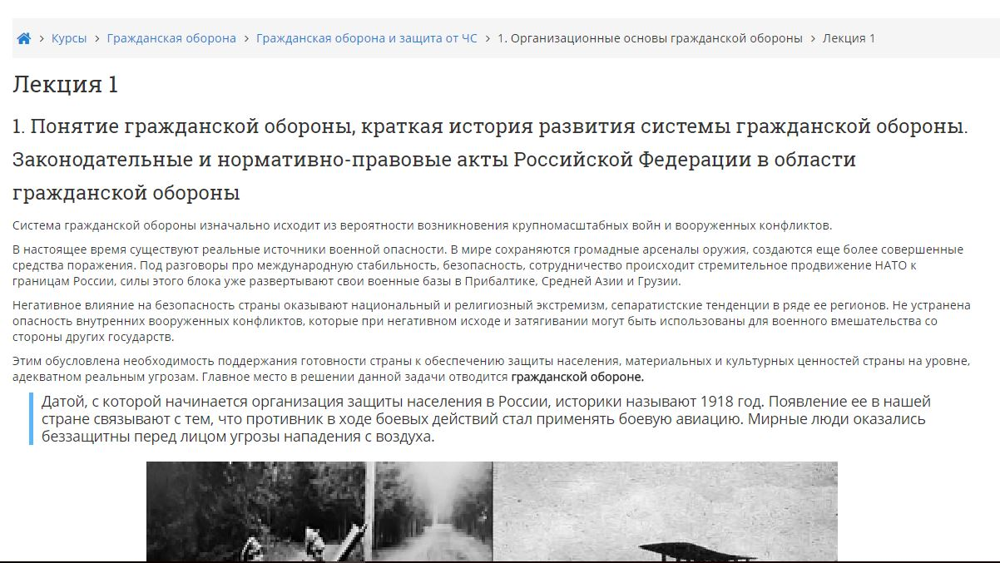 Курсы > Гражданская оборона > Гражданская оборона и защита от ЧС > 1. Организационные основы гражданской обороны > Лекция 1
Лекция 1
1. Понятие гражданской обороны, краткая история развития системы гражданской обороны.
Законодательные и нормативно-правовые акты Российской Федерации в области
гражданской обороны
Система гражданской обороны изначально исходит из вероятности возникновения крупномасштабных войн и вооруженных конфликтов.
В настоящее время существуют реальные источники военной опасности. В мире сохраняются громадные арсеналы оружия, создаются еще более совершенные
средства поражения. Под разговоры про международную стабильность, безопасность, сотрудничество происходит стремительное продвижение НАТО к
границам России, силы этого блока уже развертывают свои военные базы в Прибалтике, Средней Азии и Грузии.
Негативное влияние на безопасность страны оказывают национальный и религиозный экстремизм, сепаратистские тенденции в ряде ее регионов. Не устранена
опасность внутренних вооруженных конфликтов, которые при негативном исходе и затягивании могут быть использованы для военного вмешательства со
стороны других государств.
Этим обусловлена необходимость поддержания готовности страны к обеспечению защиты населения, материальных и культурных ценностей страны на уровне,
адекватном реальным угрозам. Главное место в решении данной задачи отводится гражданской обороне.
Датой, с которой начинается организация защиты населения в России, историки называют 1918 год. Появление ее в нашей
стране связывают с тем, что противник в ходе боевых действий стал применять боевую авиацию. Мирные люди оказались
беззащитны перед лицом угрозы нападения с воздуха.